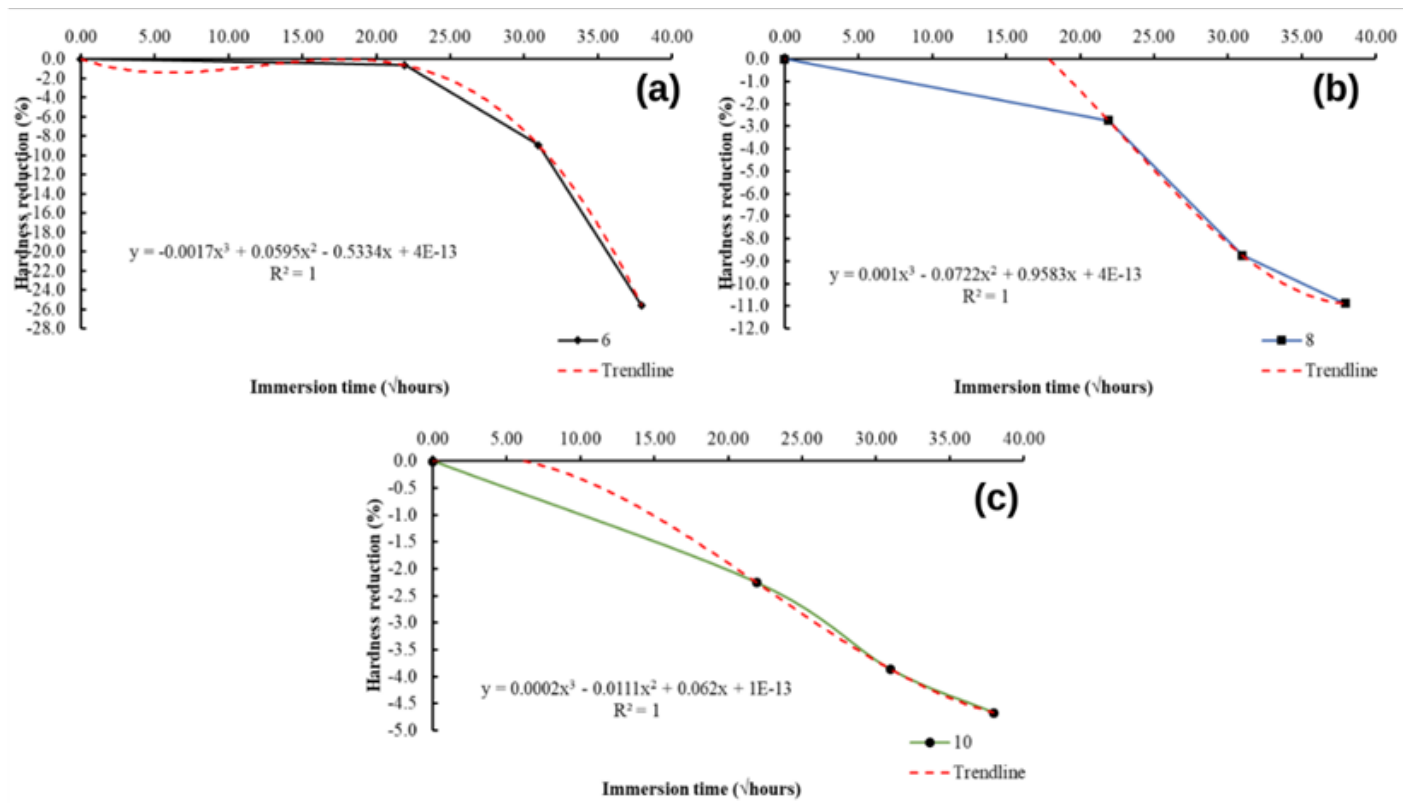 0.00 5.00 10.00 15.00 20.00 25.00 30.00 35.00 40.00
0.0
-2.0
-4.0
-6.0
-8.0
-10.0
-12.0
-14.0
-16.0
-18.0
-20.0
-22.0
-24.0
-26.0
-28.0
Hardness reduction (%)
(a)
y = -0.0017x³ + 0.0595x² - 0.5334x + 4E-13
R² = 1
6
Trendline
Immersion time (√hours)
0.00 5.00 10.00 15.00 20.00 25.00 30.00 35.00 40.00
0.0
-1.0
-2.0
-3.0
-4.0
-5.0
-6.0
-7.0
-8.0
-9.0
-10.0
-11.0
-12.0
Hardness reduction (%)
(b)
y = 0.001x³ - 0.0722x² + 0.9583x + 4E-13
R² = 1
8
Trendline
Immersion time (√hours)
0.00 5.00 10.00 15.00 20.00 25.00 30.00 35.00 40.00
0.0
-0.5
-1.0
-1.5
-2.0
-2.5
-3.0
-3.5
-4.0
-4.5
-5.0
Hardness reduction (%)
(c)
y = 0.0002x³ - 0.0111x² + 0.062x + 1E-13
R² = 1
10
Trendline
Immersion time (√hours)